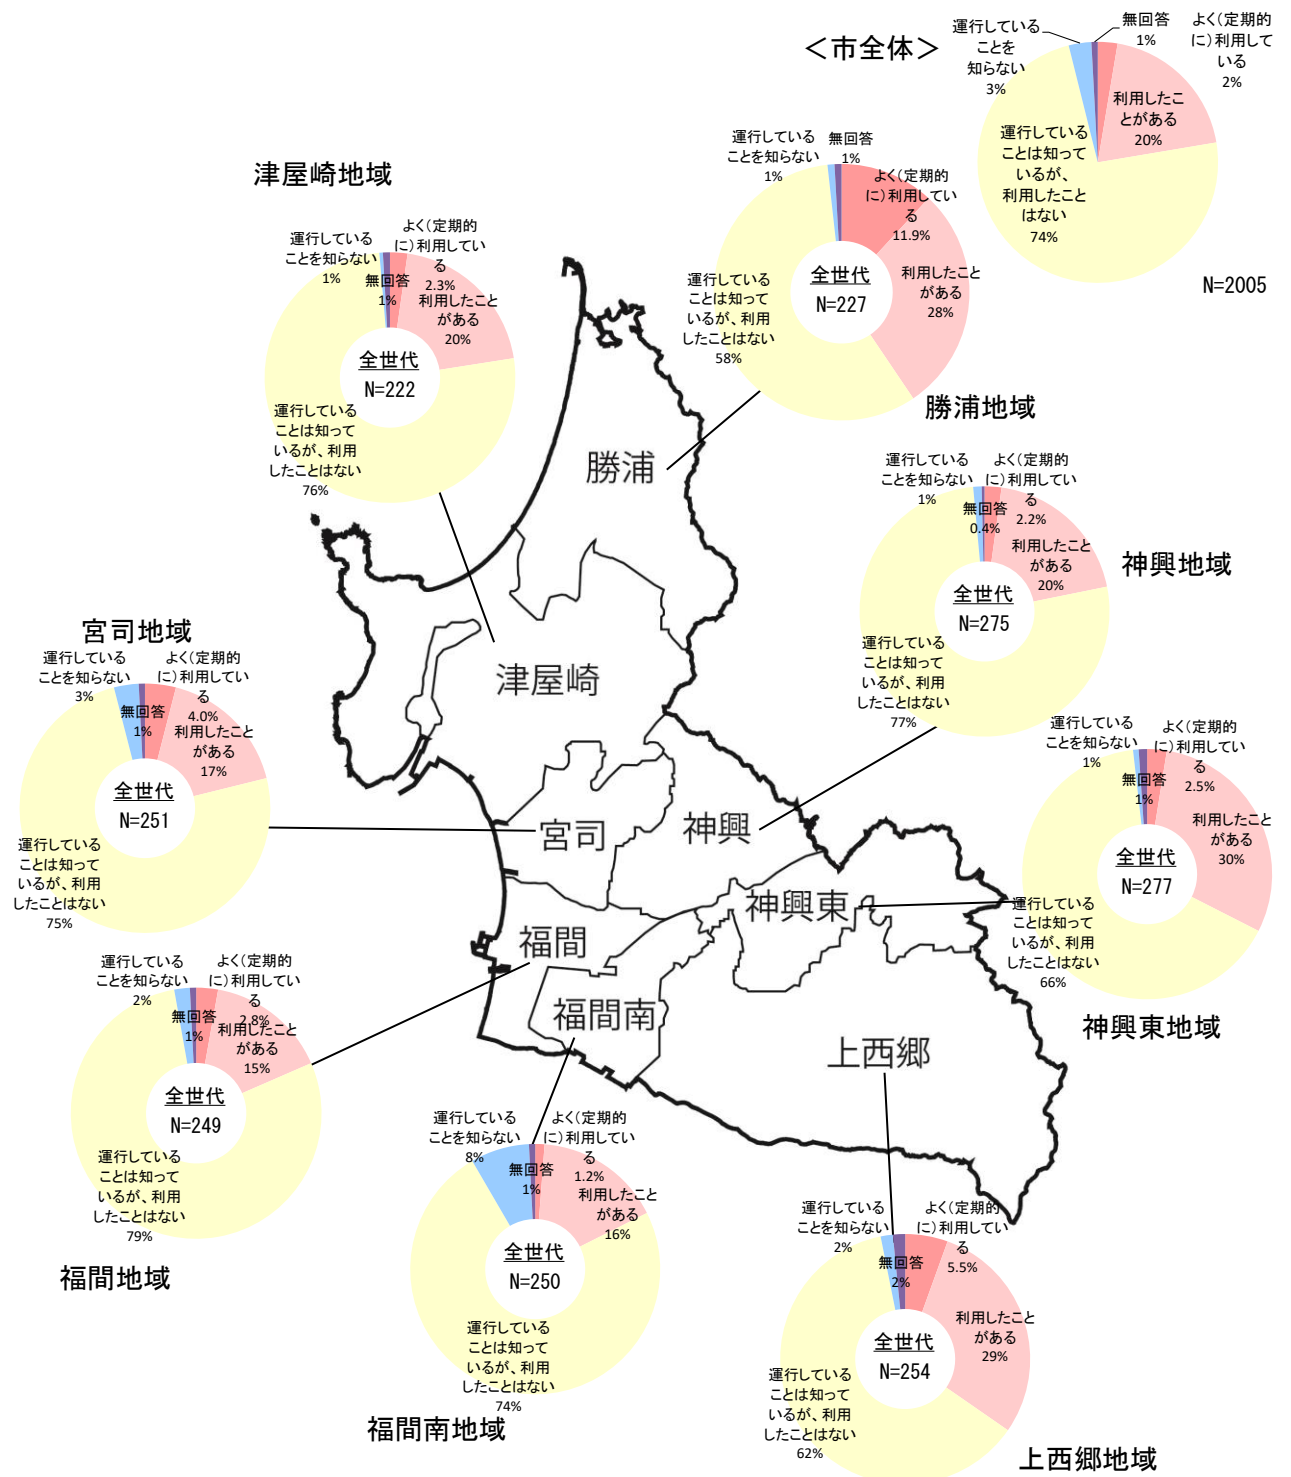 ＜市全体＞
運行している
ことを
知らない
3%
無回答
1%
よく（定期的
に）利用して
いる
2%
利用したこ
とがある
20%
運行している
ことは知って
いるが、
利用したこと
はない
74%
N=2005
津屋崎地域
運行している
ことを知らない
1%
無回答
1%
よく（定期的
に）利用してい
る
2.3%
利用したこと
がある
20%
全世代
N=222
運行している
ことは知って
いるが、利用
したことはない
76%
運行している
ことを知らない
1%
無回答
1%
よく（定期的
に）利用してい
る
11.9%
利用したこと
がある
28%
全世代
N=227
運行している
ことは知って
いるが、利用
したことはない
58%
勝浦地域
運行している
ことを知らない
1%
無回答
0.4%
よく（定期的
に）利用してい
る
2.2%
利用したこと
がある
20%
全世代
N=275
運行している
ことは知って
いるが、利用
したことはない
77%
神興地域
宮司地域
運行している
ことを知らない
3%
無回答
1%
よく（定期的
に）利用してい
る
4.0%
利用したこと
がある
17%
全世代
N=251
運行している
ことは知って
いるが、利用
したことはない
75%
運行している
ことを知らない
1%
無回答
1%
よく（定期的
に）利用してい
る
2.5%
利用したこと
がある
30%
全世代
N=277
運行している
ことは知って
いるが、利用
したことはない
66%
神興東地域
勝浦
津屋崎
宮司
神興
神興東
福間
福間南
上西郷
運行している
ことを知らない
2%
無回答
1%
よく（定期的
に）利用してい
る
2.8%
利用したこと
がある
15%
全世代
N=249
運行している
ことは知って
いるが、利用
したことはない
79%
福間地域
運行している
ことを知らない
8%
無回答
1%
よく（定期的
に）利用してい
る
1.2%
利用したこと
がある
16%
全世代
N=250
運行している
ことは知って
いるが、利用
したことはない
74%
福間南地域
運行している
ことを知らない
2%
無回答
2%
よく（定期的
に）利用してい
る
5.5%
利用したこと
がある
29%
全世代
N=254
運行している
ことは知って
いるが、利用
したことはない
62%
上西郷地域